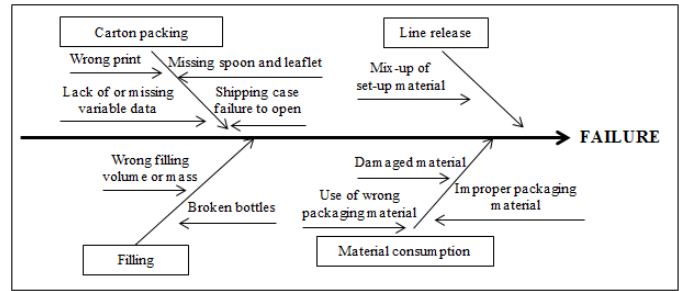 Carton packing
Line release
Wrong print
Missing spoon and leaflet
Mix-up of
set-up material
Lack of or missing
variable data
Shipping case
failure to open
FAILURE
Wrong filling
volume or mass
Damaged material
Use of wrong
packaging material
Improper packaging
material
Broken bottles
Filling
Material consumption